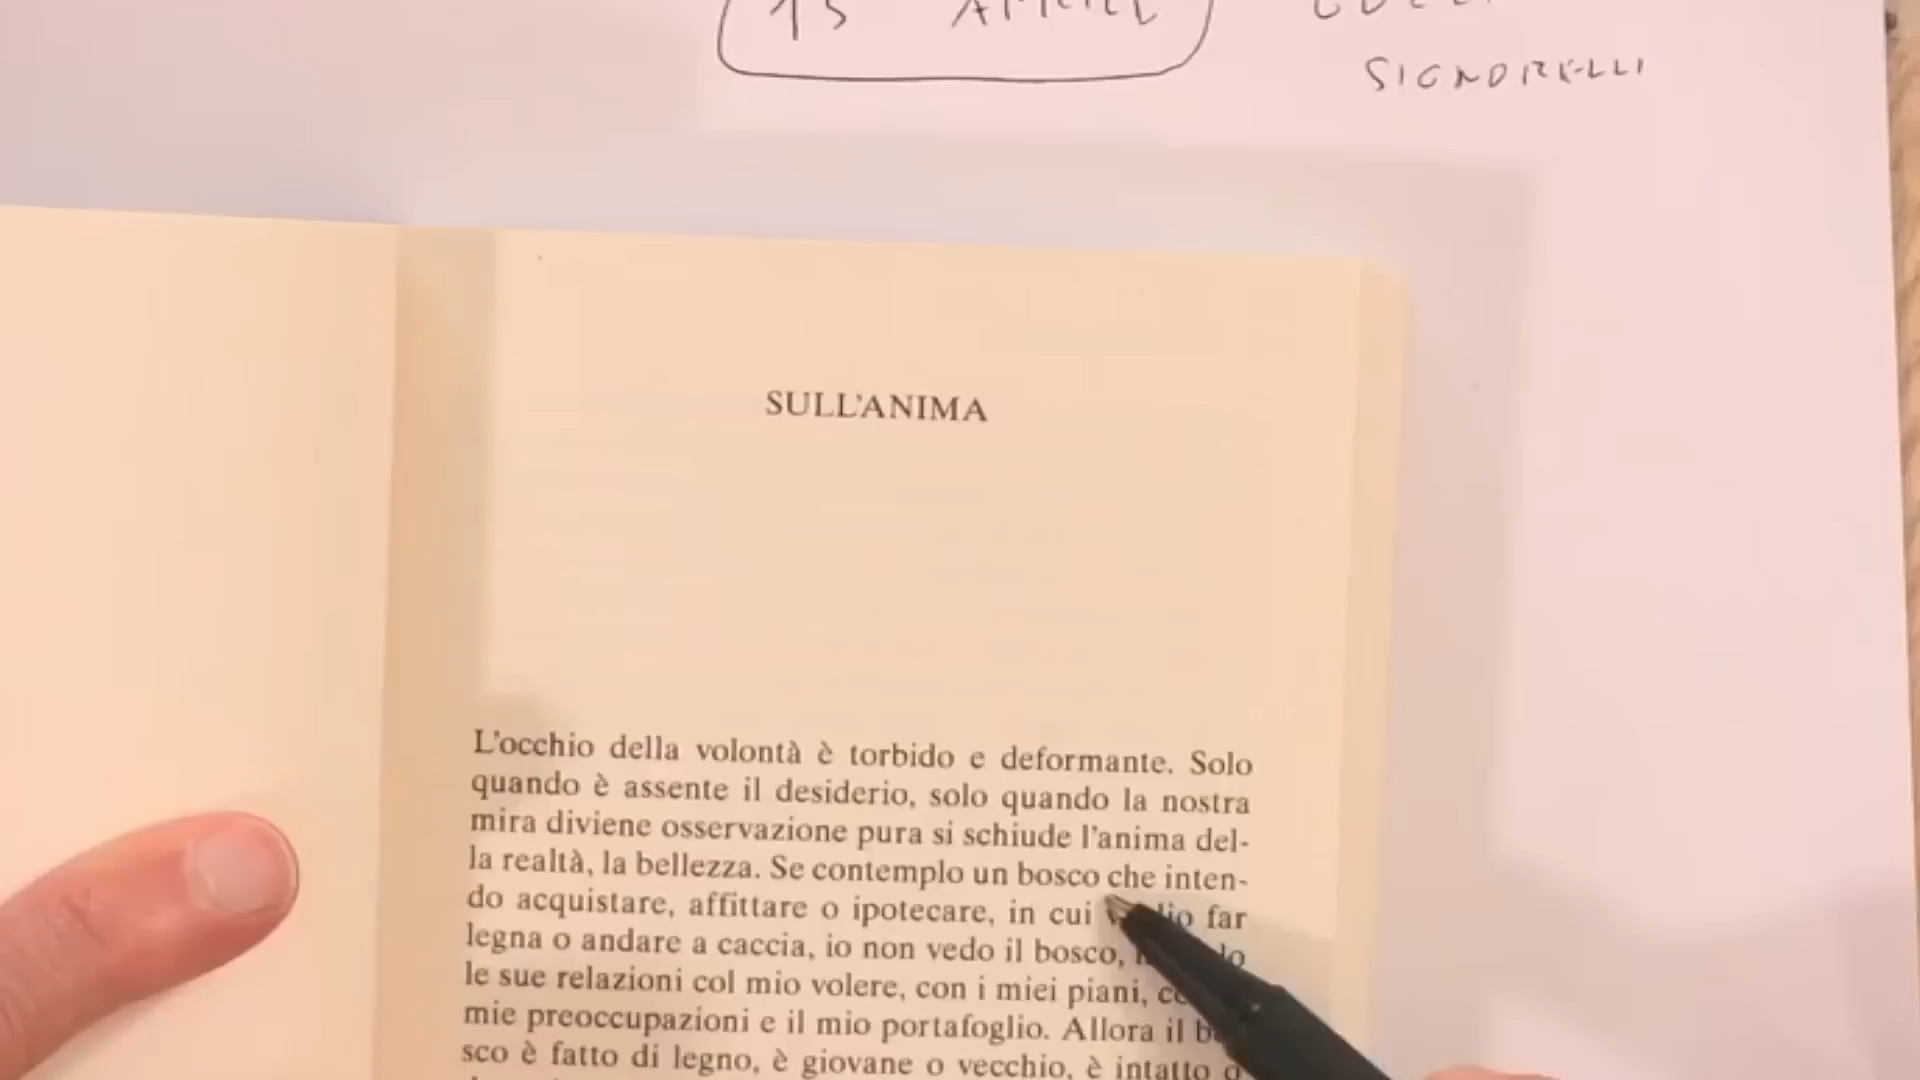 15 APRILE
SIGNORELLI
SULL'ANIMA
L'occhio della volontà è torbido e deformante. Solo
quando è assente il desiderio, solo quando la nostra
mira diviene osservazione pura si schiude l'anima del-
la realtà, la bellezza. Se contemplo un bosco che inten-
do acquistare, affittare o ipotecare, in cui far
legna o andare a caccia, io non vedo il bosco,
le sue relazioni col mio volere, con i miei piani,
mie preoccupazioni e il mio portafoglio. Allora il
sco è fatto di legno, è giovane o vecchio, è intatto o